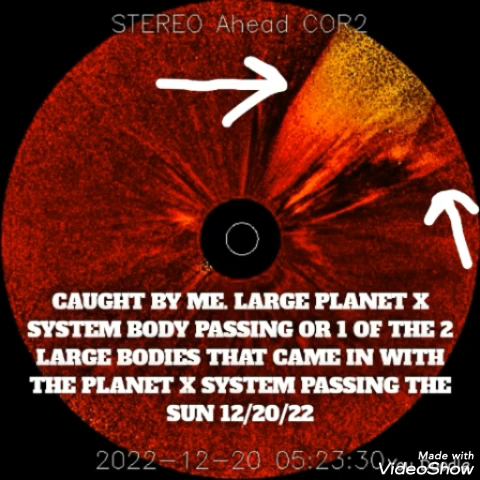 STEREO Ahead COR2
CAUGHT BY ME. LARGE PLANET X
SYSTEM BODY PASSING OR 1 OF THE 2
LARGE BODIES THAT CAME IN WITH
THE PLANET X SYSTEM PASSING THE
SUN 12/20/22
2022-12-20 05:23:30
Made with
VideoShow